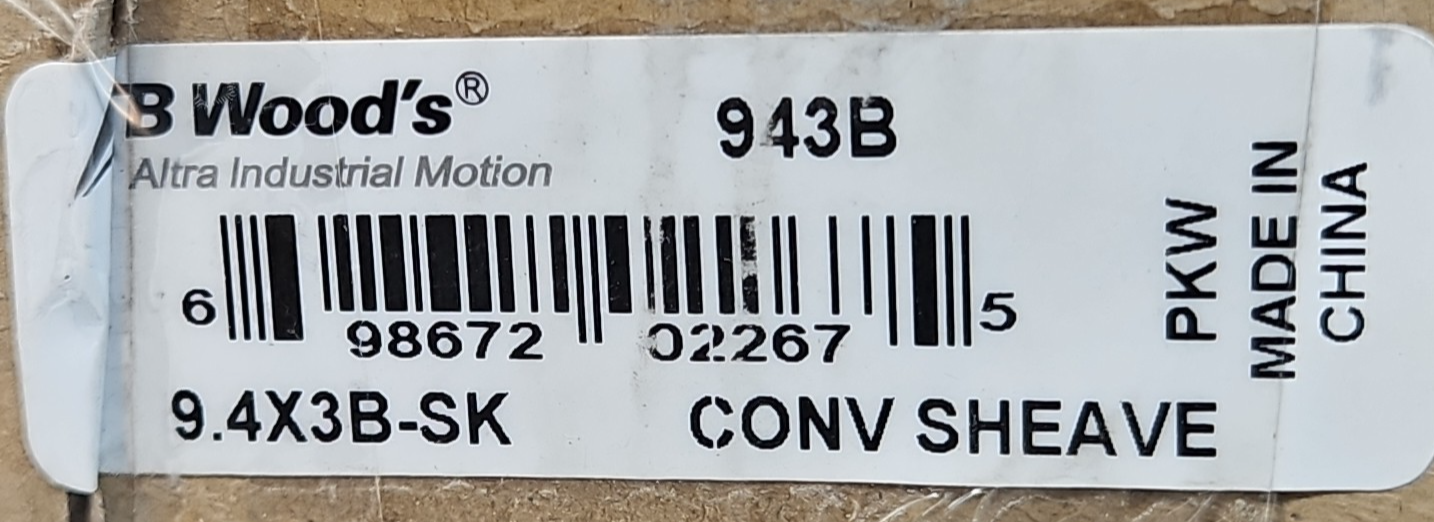 B Wood's®
943B
Altra Industrial Motion
6 98672 02267 5
9.4X3B-SK CONV SHEAVE
PKW
MADE IN
CHINA